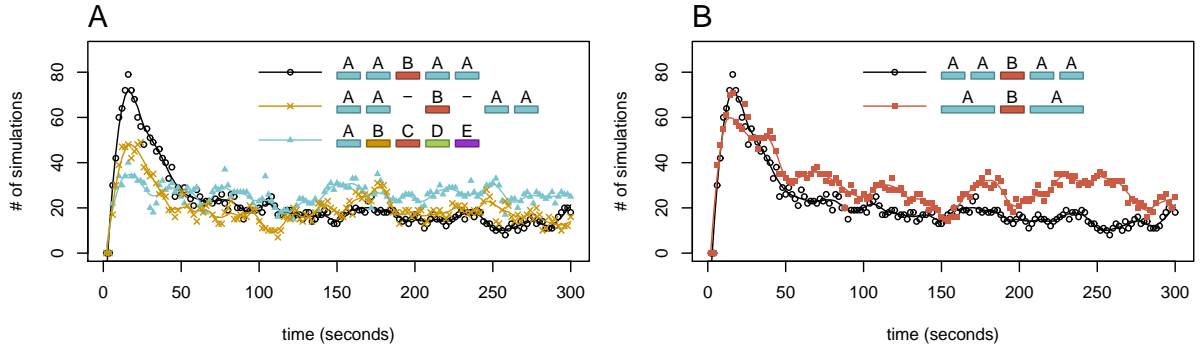 A
# of simulations
80
60
40
20
0
A A B A A
A A – B – A A
A B C D E
0 50 100 150 200 250 300
time (seconds)
B
# of simulations
80
60
40
20
0
A A B A A
A B A
0 50 100 150 200 250 300
time (seconds)